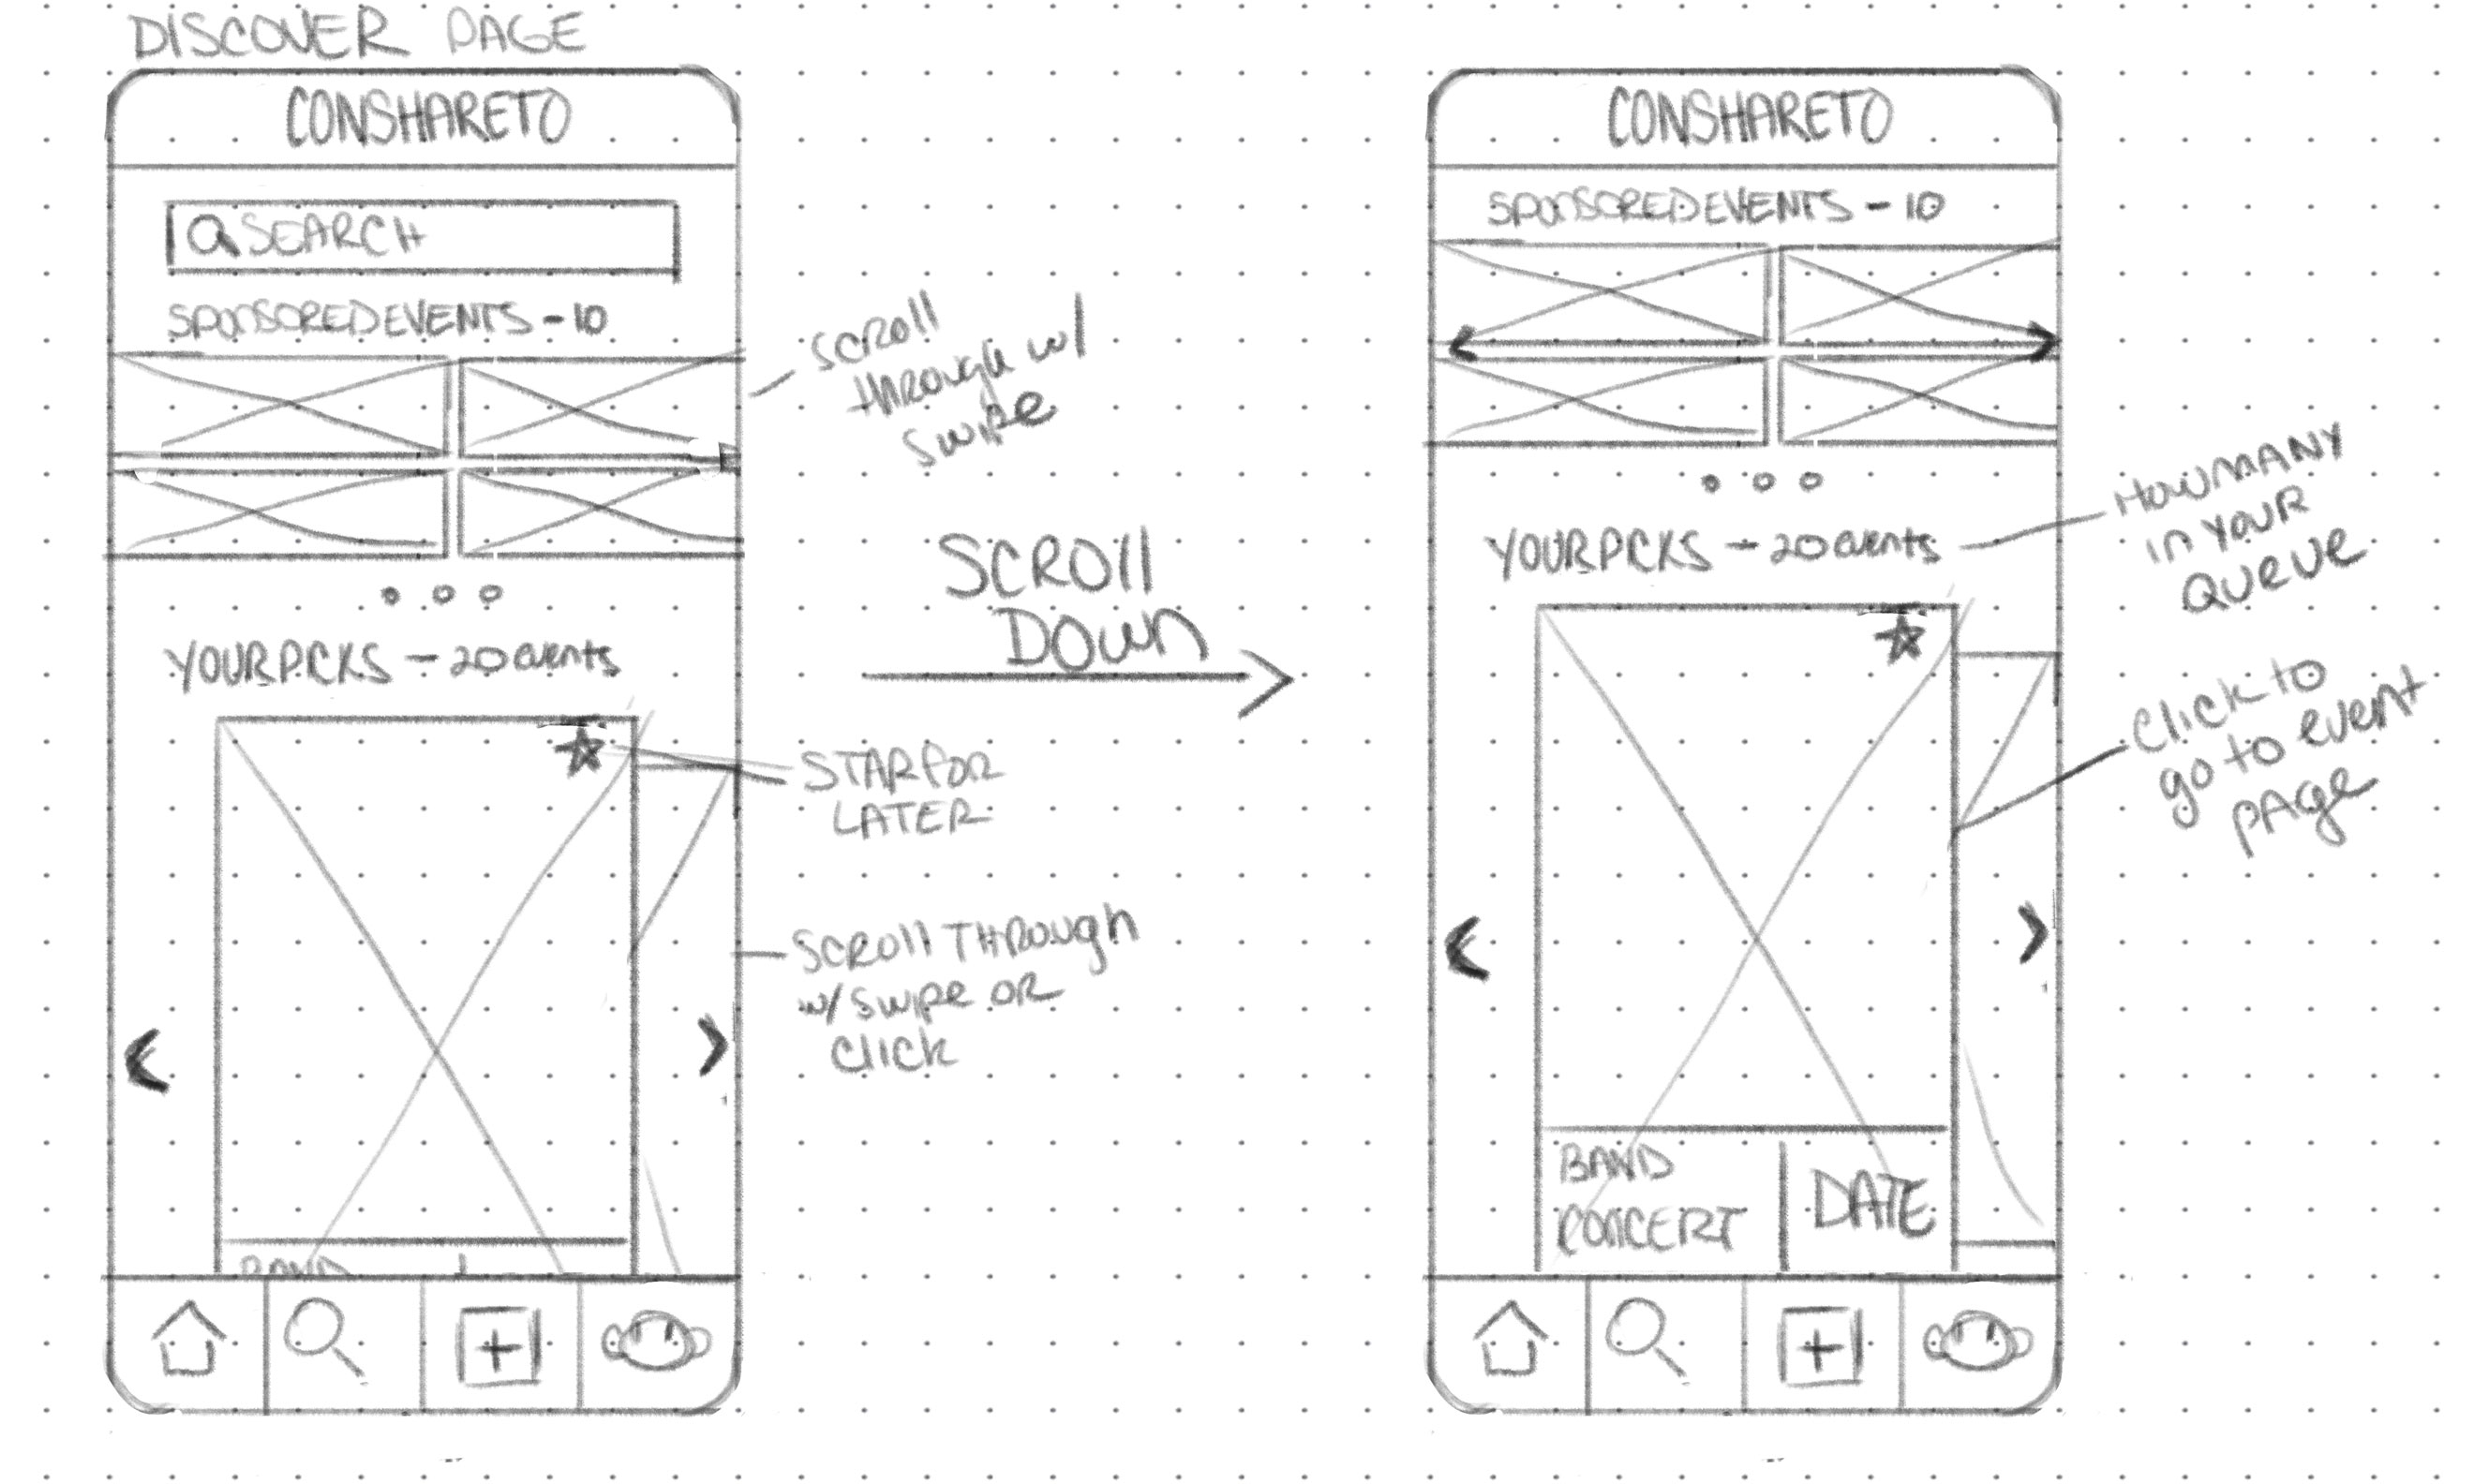 DISCOVER PAGE
CONSHARETO
SEARCH
SPONSORED EVENTS - 10
YOUR PCKS - 20 events
BAND
SCROll
THROUGH w/
SWIPE
STAR FOR
LATER
SCROll THROUGH
w/ SWIPE OR
Click
SCROll
DOWN
CONSHARETO
SPONSORED EVENTS - 10
YOUR PCKS - 20 events
BAND
CONCERT
DATE
HOW MANY
IN YOUR
QUEUE
Click to
go to event
PAGE